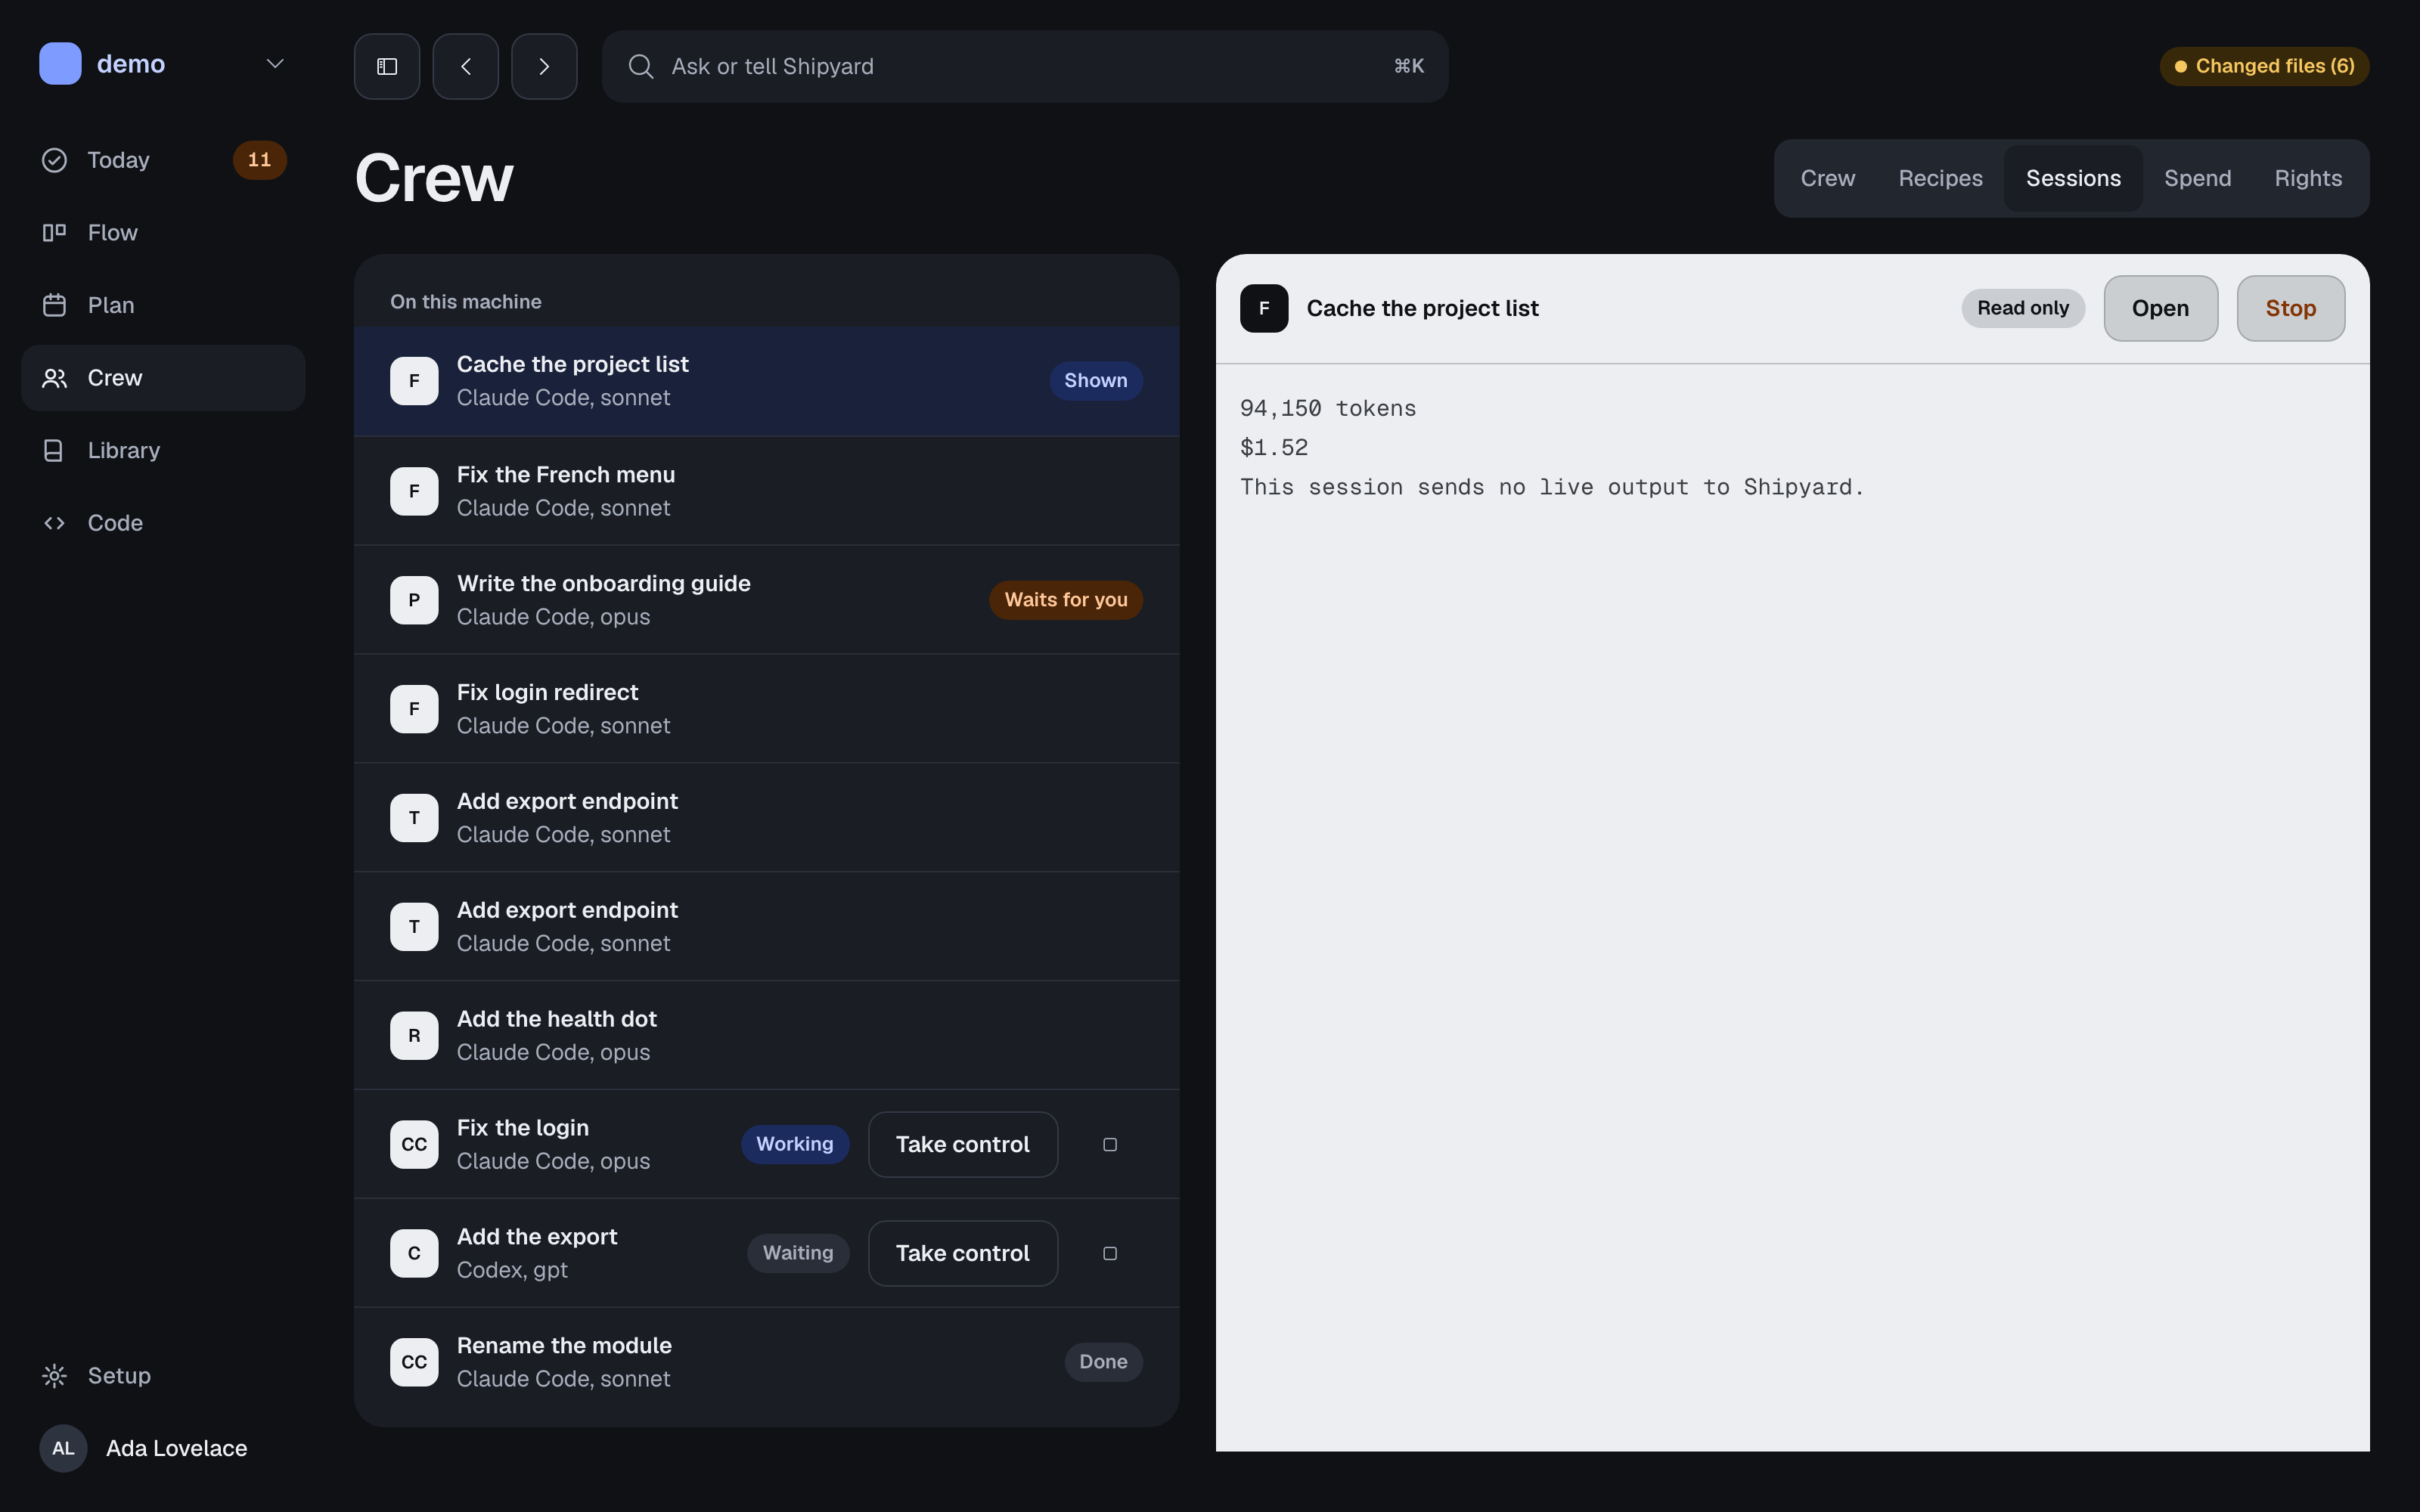 demo
Today 11
Flow
Plan
Crew
Library
Code
Setup
AL Ada Lovelace
Ask or tell Shipyard ⌘K
Changed files (6)
Crew
Crew Recipes Sessions Spend Rights
On this machine
F Cache the project list
Claude Code, sonnet
Shown
F Fix the French menu
Claude Code, sonnet
P Write the onboarding guide
Claude Code, opus
Waits for you
F Fix login redirect
Claude Code, sonnet
T Add export endpoint
Claude Code, sonnet
T Add export endpoint
Claude Code, sonnet
R Add the health dot
Claude Code, opus
CC Fix the login
Claude Code, opus
Working Take control
C Add the export
Codex, gpt
Waiting Take control
CC Rename the module
Claude Code, sonnet
Done
F Cache the project list Read only Open Stop
94,150 tokens
$1.52
This session sends no live output to Shipyard.